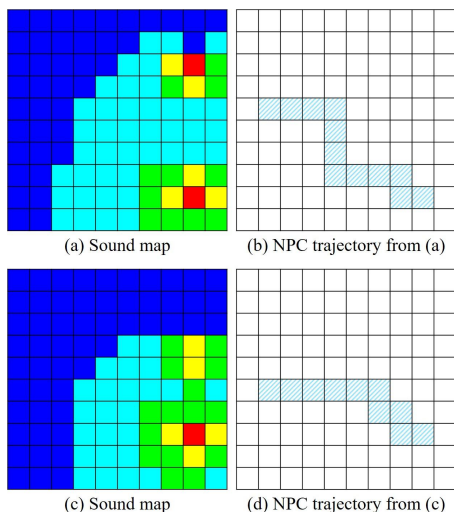 (a) Sound map
(b) NPC trajectory from (a)
(c) Sound map
(d) NPC trajectory from (c)